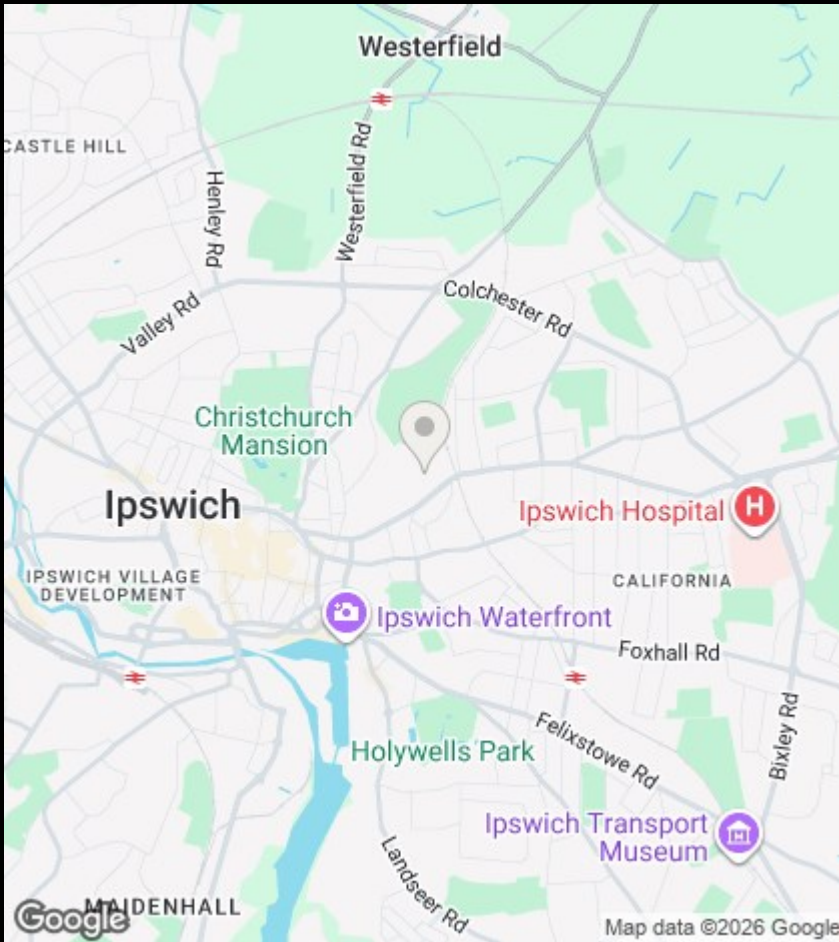 Westerfield
CASTLE HILL
Henley Rd
Westerfield Rd
Colchester Rd
Valley Rd
Christchurch
Mansion
Ipswich
Ipswich Hospital
H
IPSWICH VILLAGE
DEVELOPMENT
CALIFORNIA
Ipswich Waterfront
Foxhall Rd
Holywells Park
Felixstowe Rd
Bixley Rd
Ipswich Transport
Museum
Landseer Rd
MAIDENHALL
Google
Map data ©2026 Google